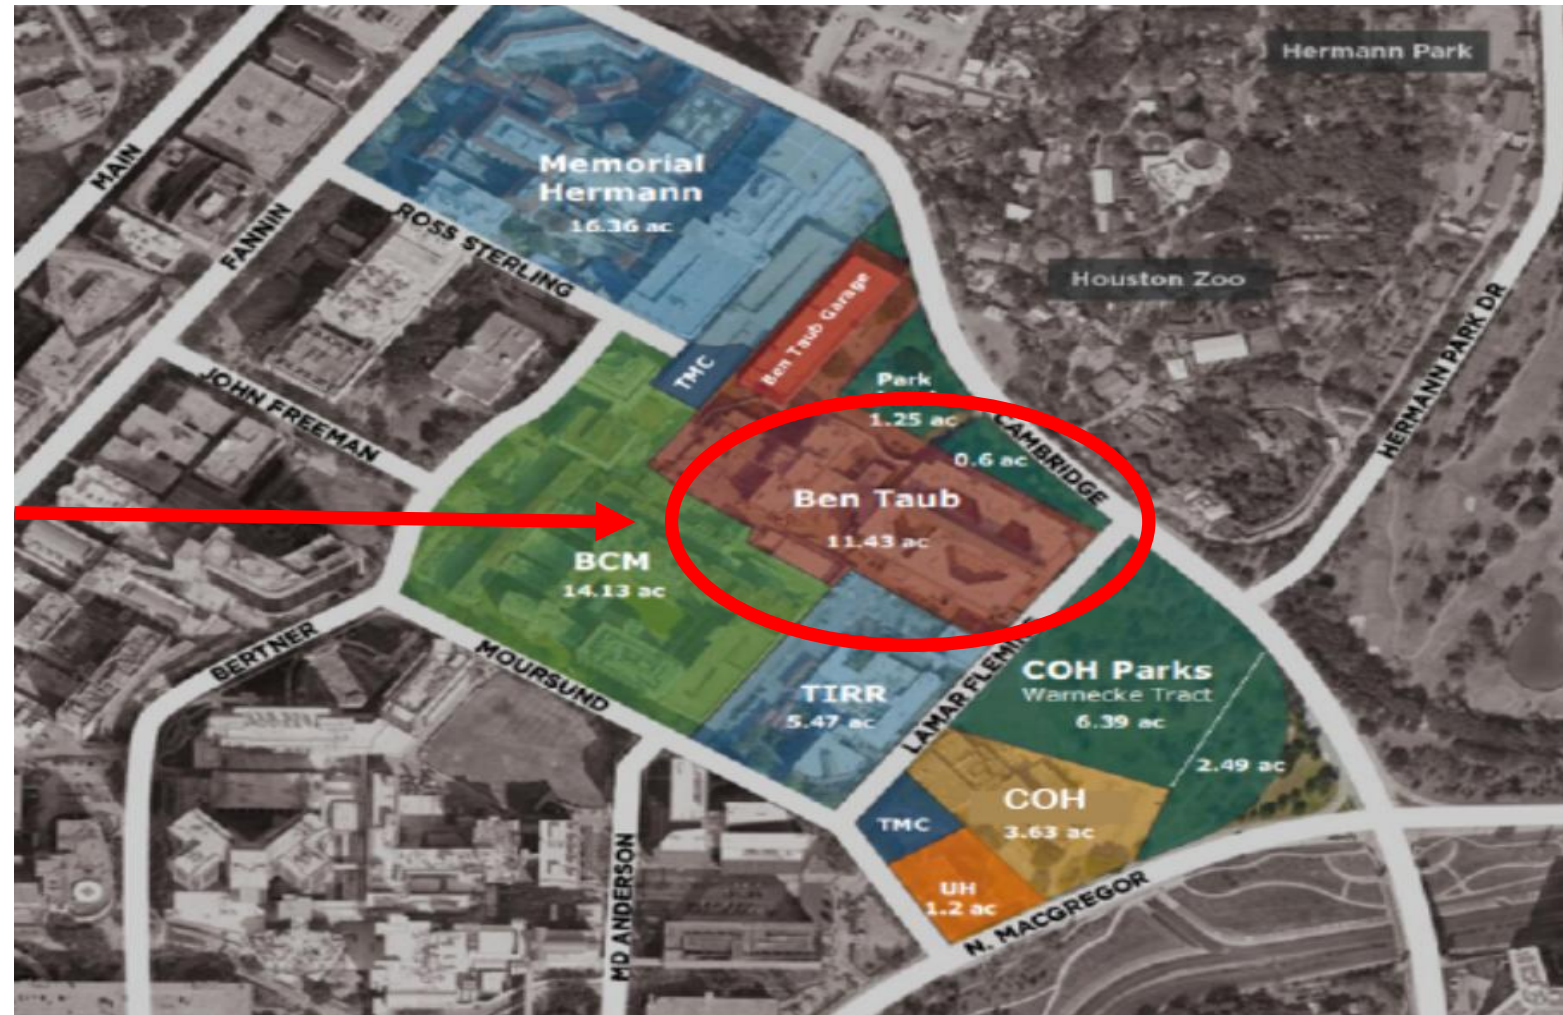 Hermann Park
MAIN
Memorial
Hermann
16.36 ac
FANNIN
ROSS STERLING
Houston Zoo
Ben Taub Garage
HERMANN PARK DR
TMC
JOHN FREEMAN
Park
1.25 ac
CAMBRIDGE
0.6 ac
Ben Taub
11.43 ac
BCM
14.13 ac
BERTNER
MOURSUND
TIRR
5.47 ac
LAMAR FLEMING
COH Parks
Warnecke Tract
6.39 ac
2.49 ac
COH
3.63 ac
TMC
MD ANDERSON
UH
1.2 ac
N. MACGREGOR